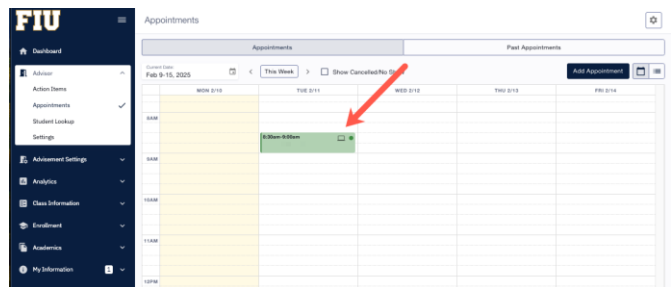 FIU
Appointments
Dashboard
Advisor
Action Items
Appointments
Student Lookup
Settings
Advisement Settings
Analytics
Class Information
Enrollment
Academics
My Information
1
Appointments
Past Appointments
Current Date
Feb 9-15, 2025
This Week
Show Cancelled/No
Add Appointment
MON 2/10
TUE 2/11
WED 2/12
THU 2/13
FRI 2/14
8AM
8:30am-9:00am
9AM
10AM
11AM
12PM